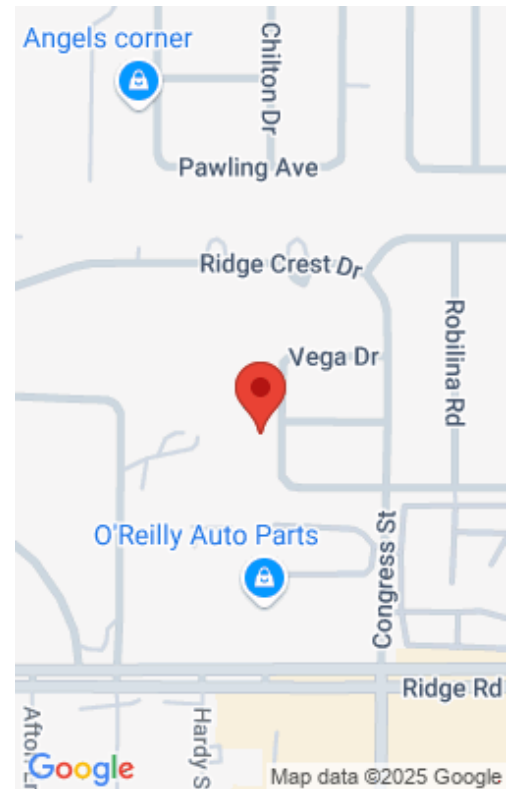 Angels corner
Chilton Dr
Pawling Ave
Ridge Crest Dr
Robilina Rd
Vega Dr
O'Reilly Auto Parts
Congress St
Ridge Rd
Hardy S
Google
Map data ©2025 Google